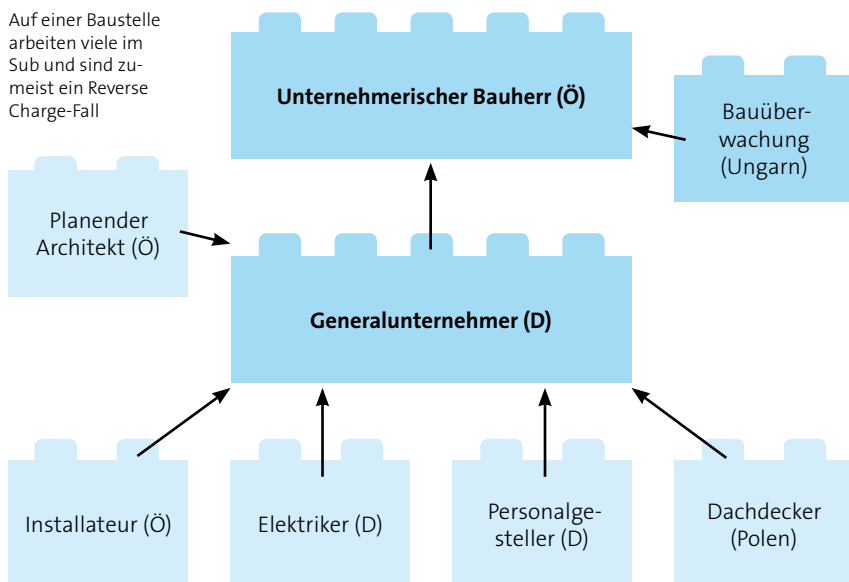 Auf einer Baustelle
arbeiten viele im
Sub und sind zu-
meist ein Reverse
Charge-Fall
Unternehmerischer Bauherr (Ö)
Bauüber-
wachung
(Ungarn)
Planender
Architekt (Ö)
Generalunternehmer (D)
Installateur (Ö)
Elektriker (D)
Personalge-
steller (D)
Dachdecker
(Polen)